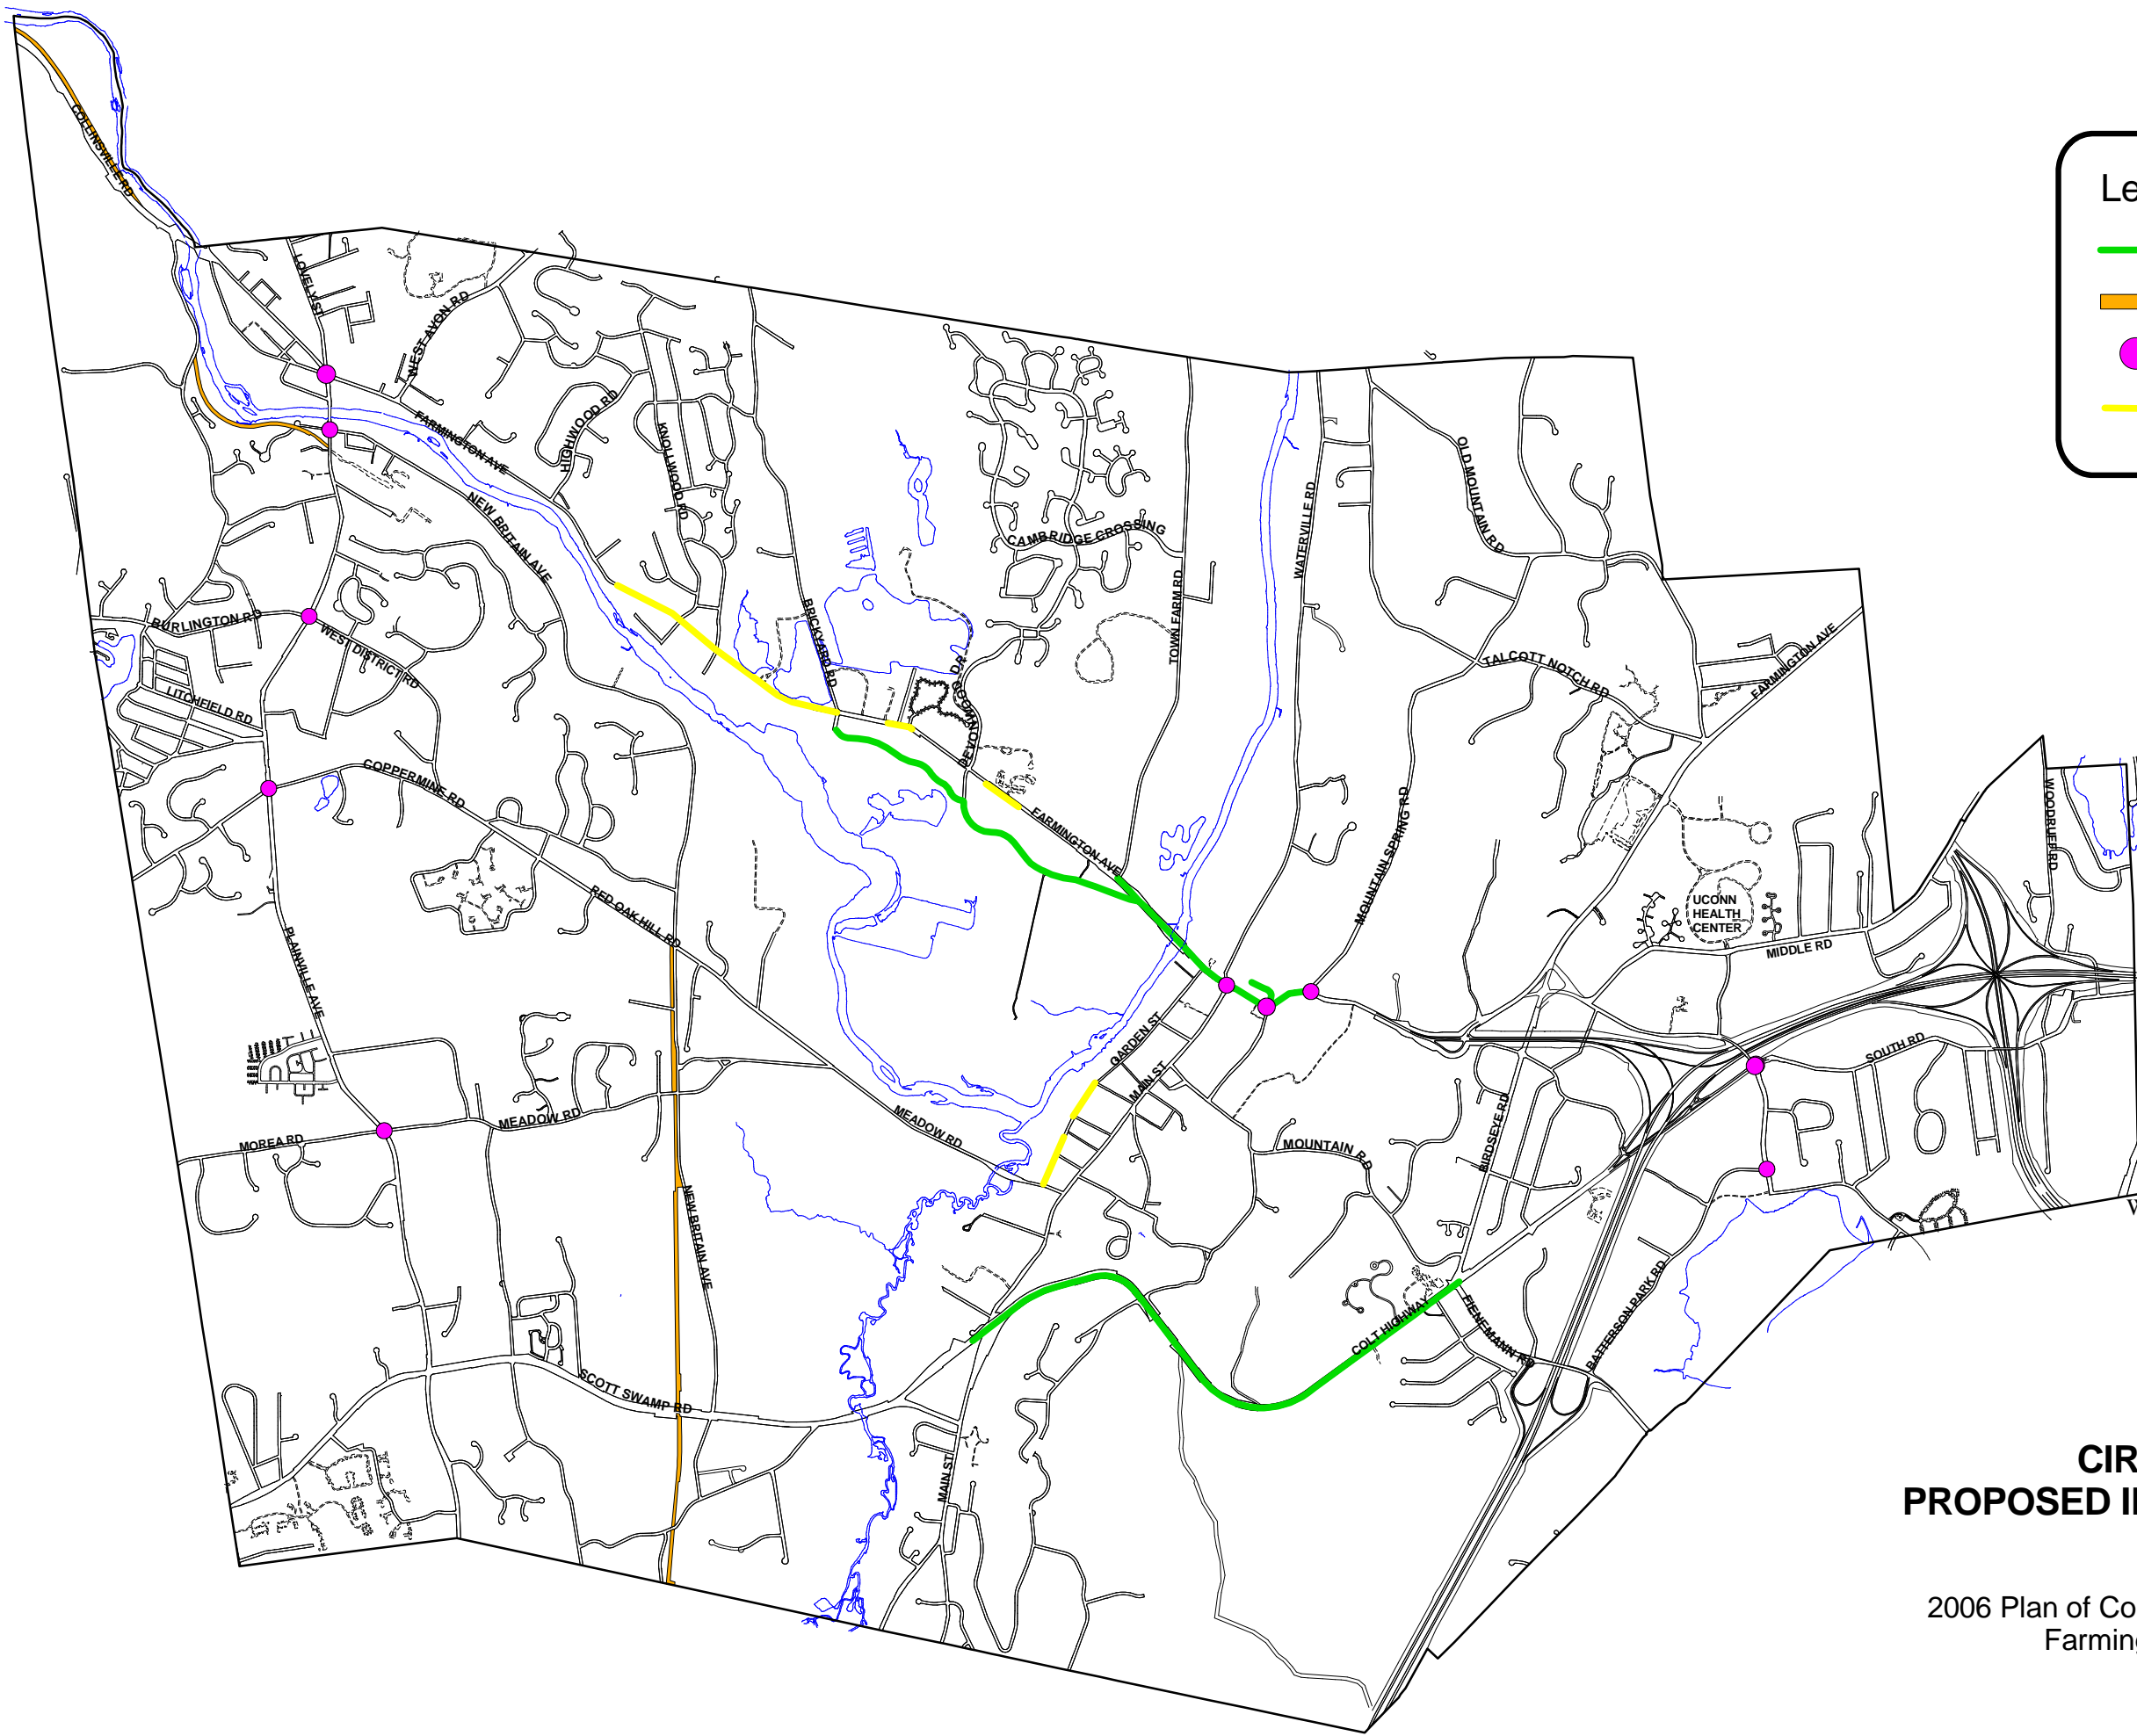 COLLINSVILLE RD
LOVELY ST
WEST AVON RD
FARMINGTON AVE
HIGHWOOD RD
KNOLLWOOD RD
NEW BRITAIN AVE
BURLINGTON RD
WEST DISTRICT RD
LITCHFIELD RD
COPPERMINE RD
BRICKYARD RD
CAMBRIDGE CROSSING
TOWN FARM RD
DEVONWOOD DR
FARMINGTON AVE
WATERVILLE RD
OLD MOUNTAIN RD
TALCOTT NOTCH RD
FARMINGTON AVE
MOUNTAIN SPRING RD
WOODRUFF RD
UCONN
HEALTH
CENTER
MIDDLE RD
SOUTH RD
RED OAK HILL RD
PLAINVILLE AVE
MOREA RD
MEADOW RD
MEADOW RD
GARDEN ST
MAIN ST
MOUNTAIN RD
BIRDSEYE RD
NEW BRITAIN AVE
COLT HIGHWAY
FIENEMANN RD
BATTERSON PARK RD
SCOTT SWAMP RD
MAIN ST
Le
W
CIR
PROPOSED I
2006 Plan of Co
Farming